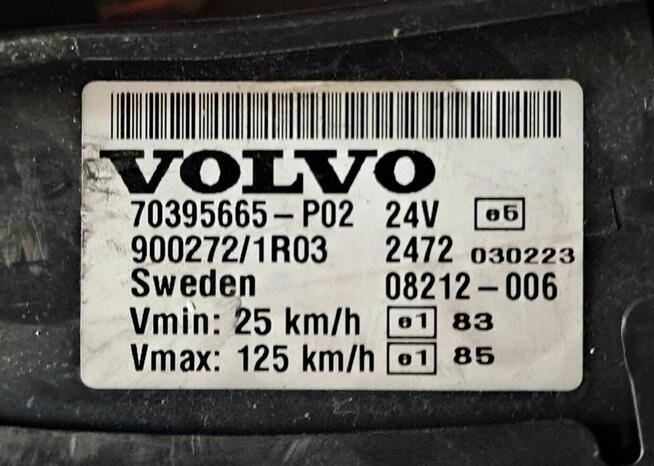 VOLVO
70395665-P02 24V e5
900272/1R03 2472 030223
Sweden 08212-006
Vmin: 25 km/h e1 83
Vmax: 125 km/h e1 85